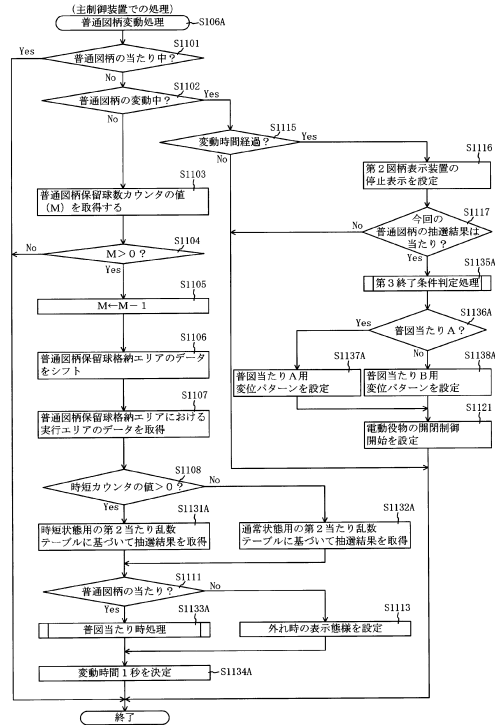 (主制御装置での処理)
普通図柄変動処理
S106A
S1101
普通図柄の当たり中?
Yes
No
S1102
普通図柄の変動中?
Yes
No
S1115
変動時間経過?
Yes
No
S1116
第2図柄表示装置の
停止表示を設定
S1103
普通図柄保留球数カウンタの値
(M)を取得する
S1117
今回の
普通図柄の抽選結果は
当たり?
No
Yes
S1104
M>0?
No
Yes
S1135A
第3終了条件判定処理
S1105
M←M-1
S1136A
普図当たりA?
Yes
No
S1106
普通図柄保留球格納エリアのデータ
をシフト
S1137A
普図当たりA用
変位パターンを設定
S1138A
普図当たりB用
変位パターンを設定
S1107
普通図柄保留球格納エリアにおける
実行エリアのデータを取得
S1121
電動役物の開閉制御
開始を設定
S1108
時短カウンタの値>0?
No
Yes
S1131A
時短状態用の第2当たり乱数
テーブルに基づいて抽選結果を取得
S1132A
通常状態用の第2当たり乱数
テーブルに基づいて抽選結果を取得
S1111
普通図柄の当たり?
No
Yes
S1133A
普図当たり時処理
S1113
外れ時の表示態様を設定
変動時間1秒を決定
S1134A
終了